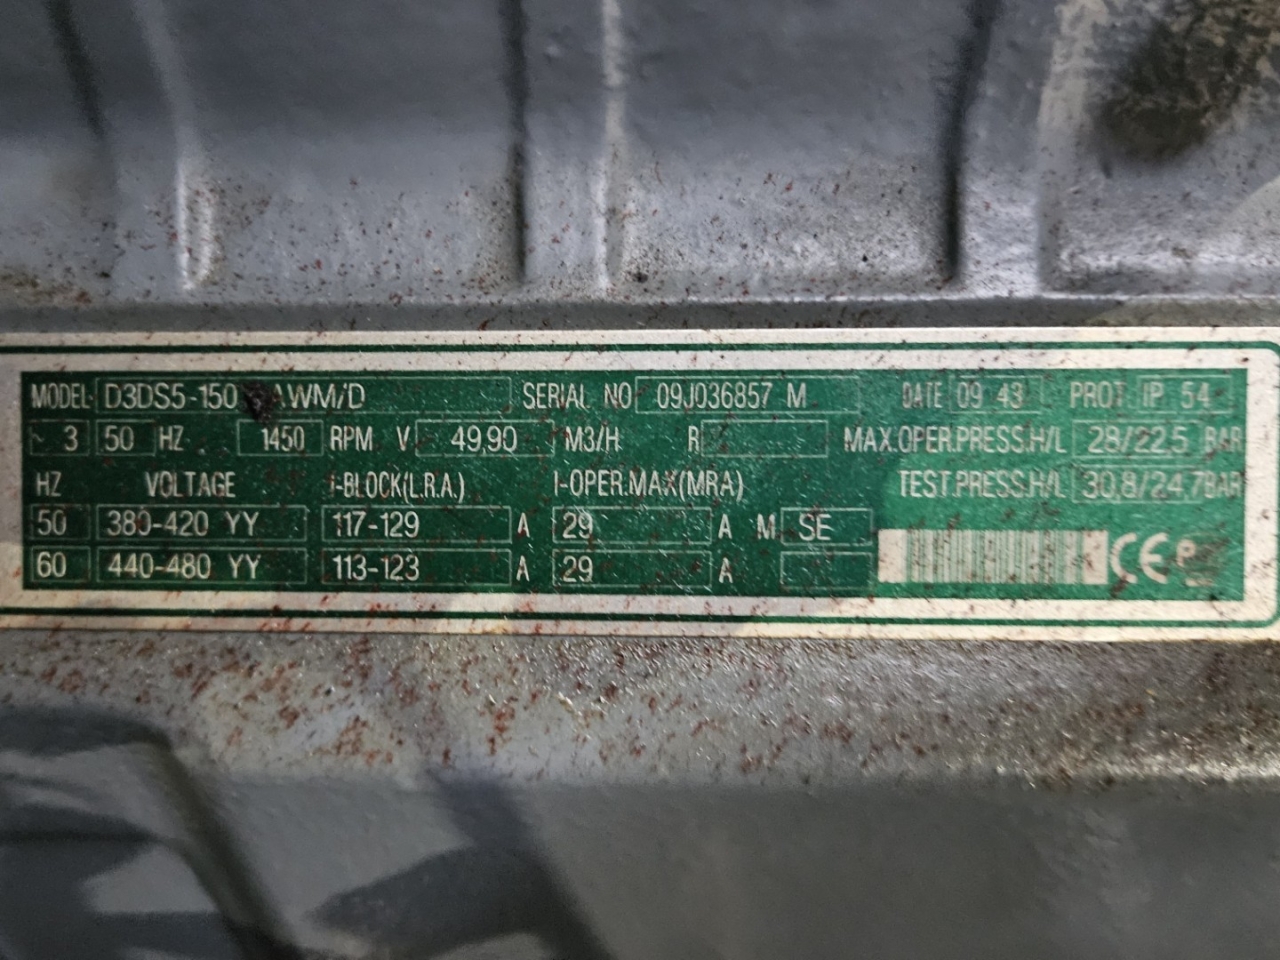 MODEL D3DS5-150 AWM/D SERIAL NO 09J036857 M DATE 09 43 PROT IP 54
~ 3 50 HZ 1450 RPM V 49,90 M3/H R MAX.OPER.PRESS.H/L 28/22,5 BAR
HZ VOLTAGE I-BLOCK(L.R.A.) I-OPER.MAX(MRA) TEST.PRESS.H/L 30,8/24,7 BAR
50 380-420 YY 117-129 A 29 A M SE
60 440-480 YY 113-123 A 29 A CE